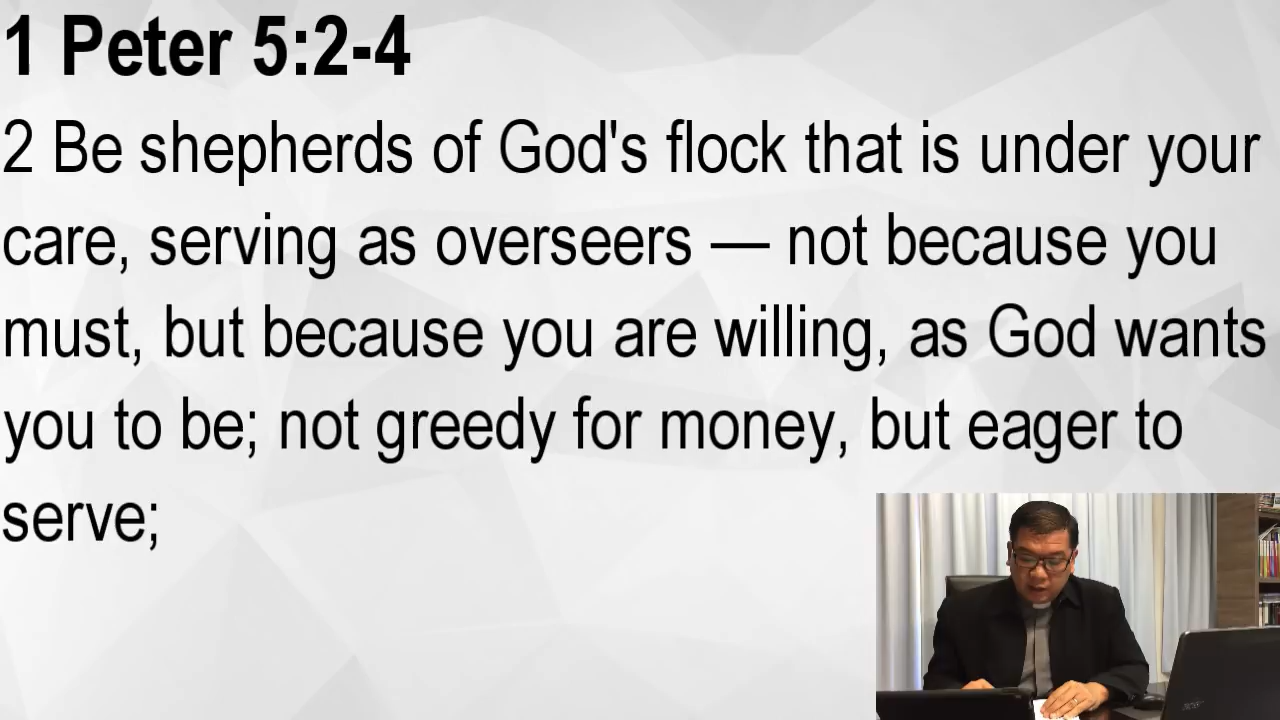 1 Peter 5:2-4
2 Be shepherds of God's flock that is under your
care, serving as overseers — not because you
must, but because you are willing, as God wants
you to be; not greedy for money, but eager to
serve;
acer